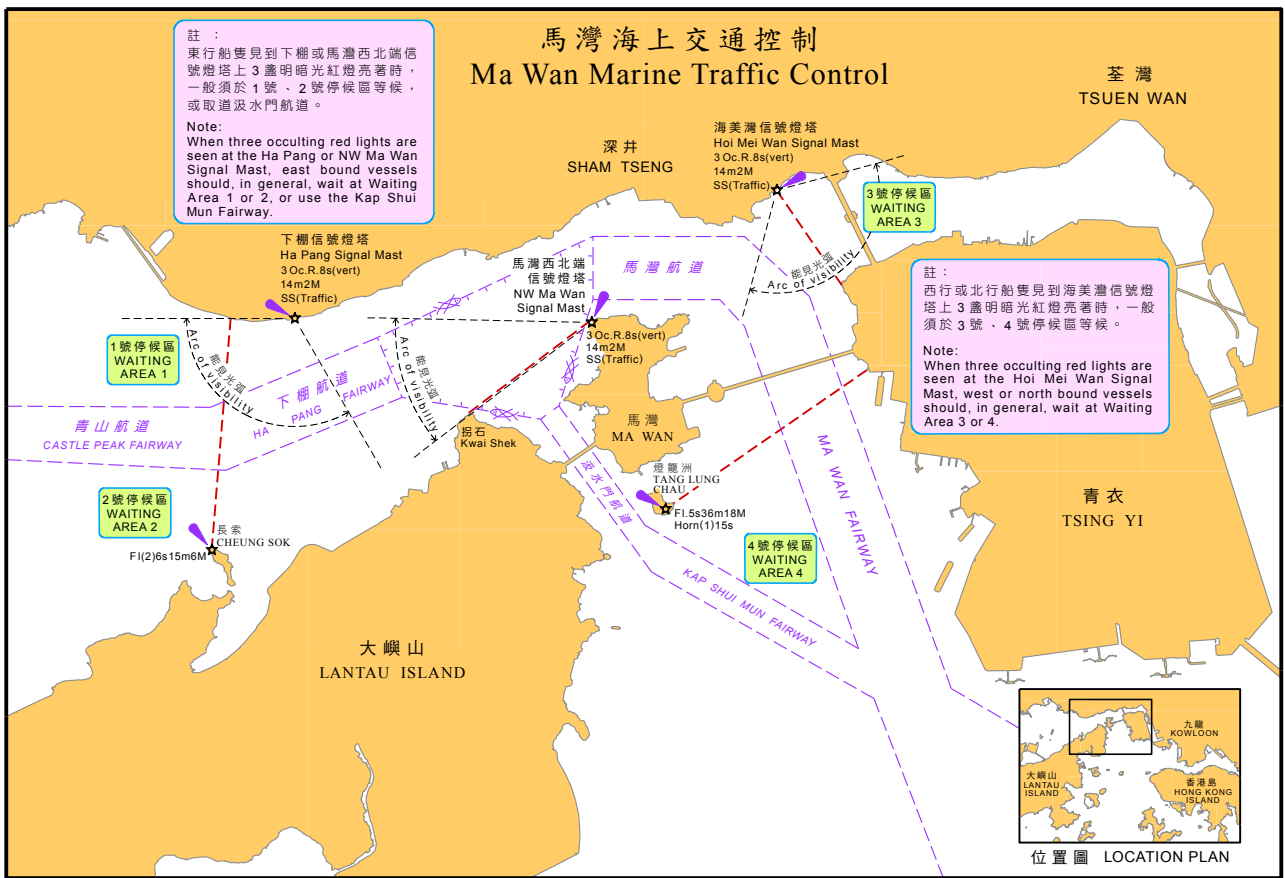 馬灣海上交通控制
Ma Wan Marine Traffic Control
註 ：
東行船隻見到下棚或馬灣西北端信
號燈塔上 3 盞明暗光紅燈亮著時，
一般須於 1 號 、 2 號停候區等候，
或取道汲水門航道。
Note:
When three occulting red lights are
seen at the Ha Pang or NW Ma Wan
Signal Mast, east bound vessels
should, in general, wait at Waiting
Area 1 or 2, or use the Kap Shui
Mun Fairway.
荃 灣
TSUEN WAN
深 井
SHAM TSENG
海美灣信號燈塔
Hoi Mei Wan Signal Mast
3 Oc.R.8s(vert)
14m2M
SS(Traffic)
3 號停候區
WAITING
AREA 3
能見光弧
Arc of visibility
下棚信號燈塔
Ha Pang Signal Mast
3 Oc.R.8s(vert)
14m2M
SS(Traffic)
馬灣西北端
信號燈塔
NW Ma Wan
Signal Mast
3 Oc.R.8s(vert)
14m2M
SS(Traffic)
馬 灣 航 道
註 ：
西行或北行船隻見到海美灣信號燈
塔上 3 盞明暗光紅燈亮著時，一般
須於 3 號 、 4 號停候區等候。
Note:
When three occulting red lights are
seen at the Hoi Mei Wan Signal
Mast, west or north bound vessels
should, in general, wait at Waiting
Area 3 or 4.
1 號停候區
WAITING
AREA 1
能見光弧
Arc of visibility
能見光弧
Arc of visibility
下 棚 航 道
HA PANG FAIRWAY
青 山 航 道
CASTLE PEAK FAIRWAY
拐石
Kwai Shek
馬 灣
MA WAN
汲 水 門 航 道
燈 籠 洲
TANG LUNG
CHAU
Fl.5s36m18M
Horn(1)15s
MA WAN FAIRWAY
2 號停候區
WAITING
AREA 2
長 索
CHEUNG SOK
Fl(2)6s15m6M
4 號停候區
WAITING
AREA 4
KAP SHUI MUN FAIRWAY
青 衣
TSING YI
大 嶼 山
LANTAU ISLAND
九 龍
KOWLOON
大 嶼 山
LANTAU
ISLAND
香 港 島
HONG KONG
ISLAND
位 置 圖 LOCATION PLAN